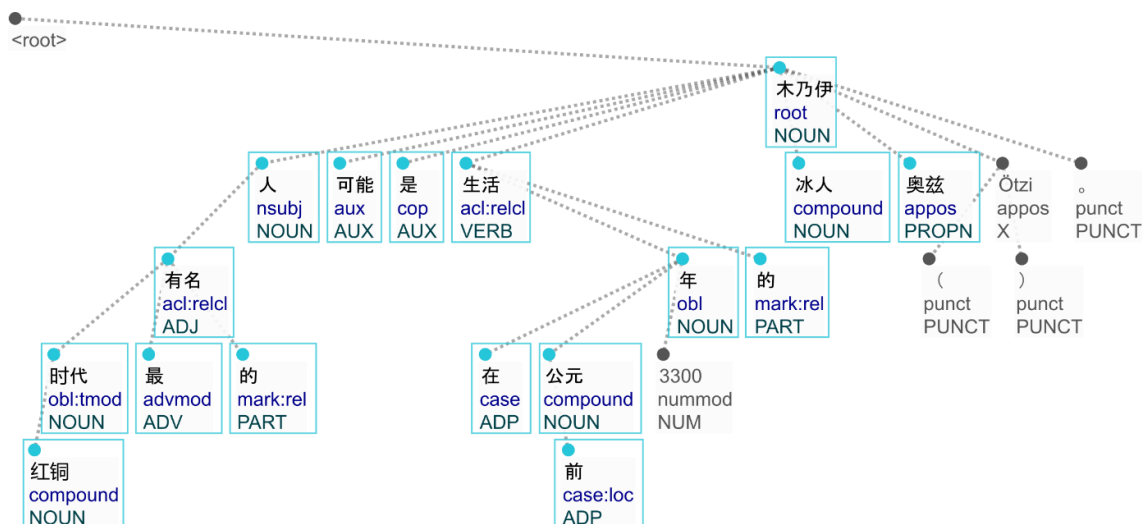 <root>
木乃伊
root
NOUN
人
nsubj
NOUN
可能
aux
AUX
是
cop
AUX
生活
acl:relcl
VERB
冰人
compound
NOUN
奥兹
appos
PROPN
Ötzi
appos
X
。
punct
PUNCT
有名
acl:relcl
ADJ
年
obl
NOUN
的
mark:rel
PART
（
punct
PUNCT
）
punct
PUNCT
时代
obl:tmod
NOUN
最
advmod
ADV
的
mark:rel
PART
在
case
ADP
公元
compound
NOUN
3300
nummod
NUM
红铜
compound
NOUN
前
case:loc
ADP